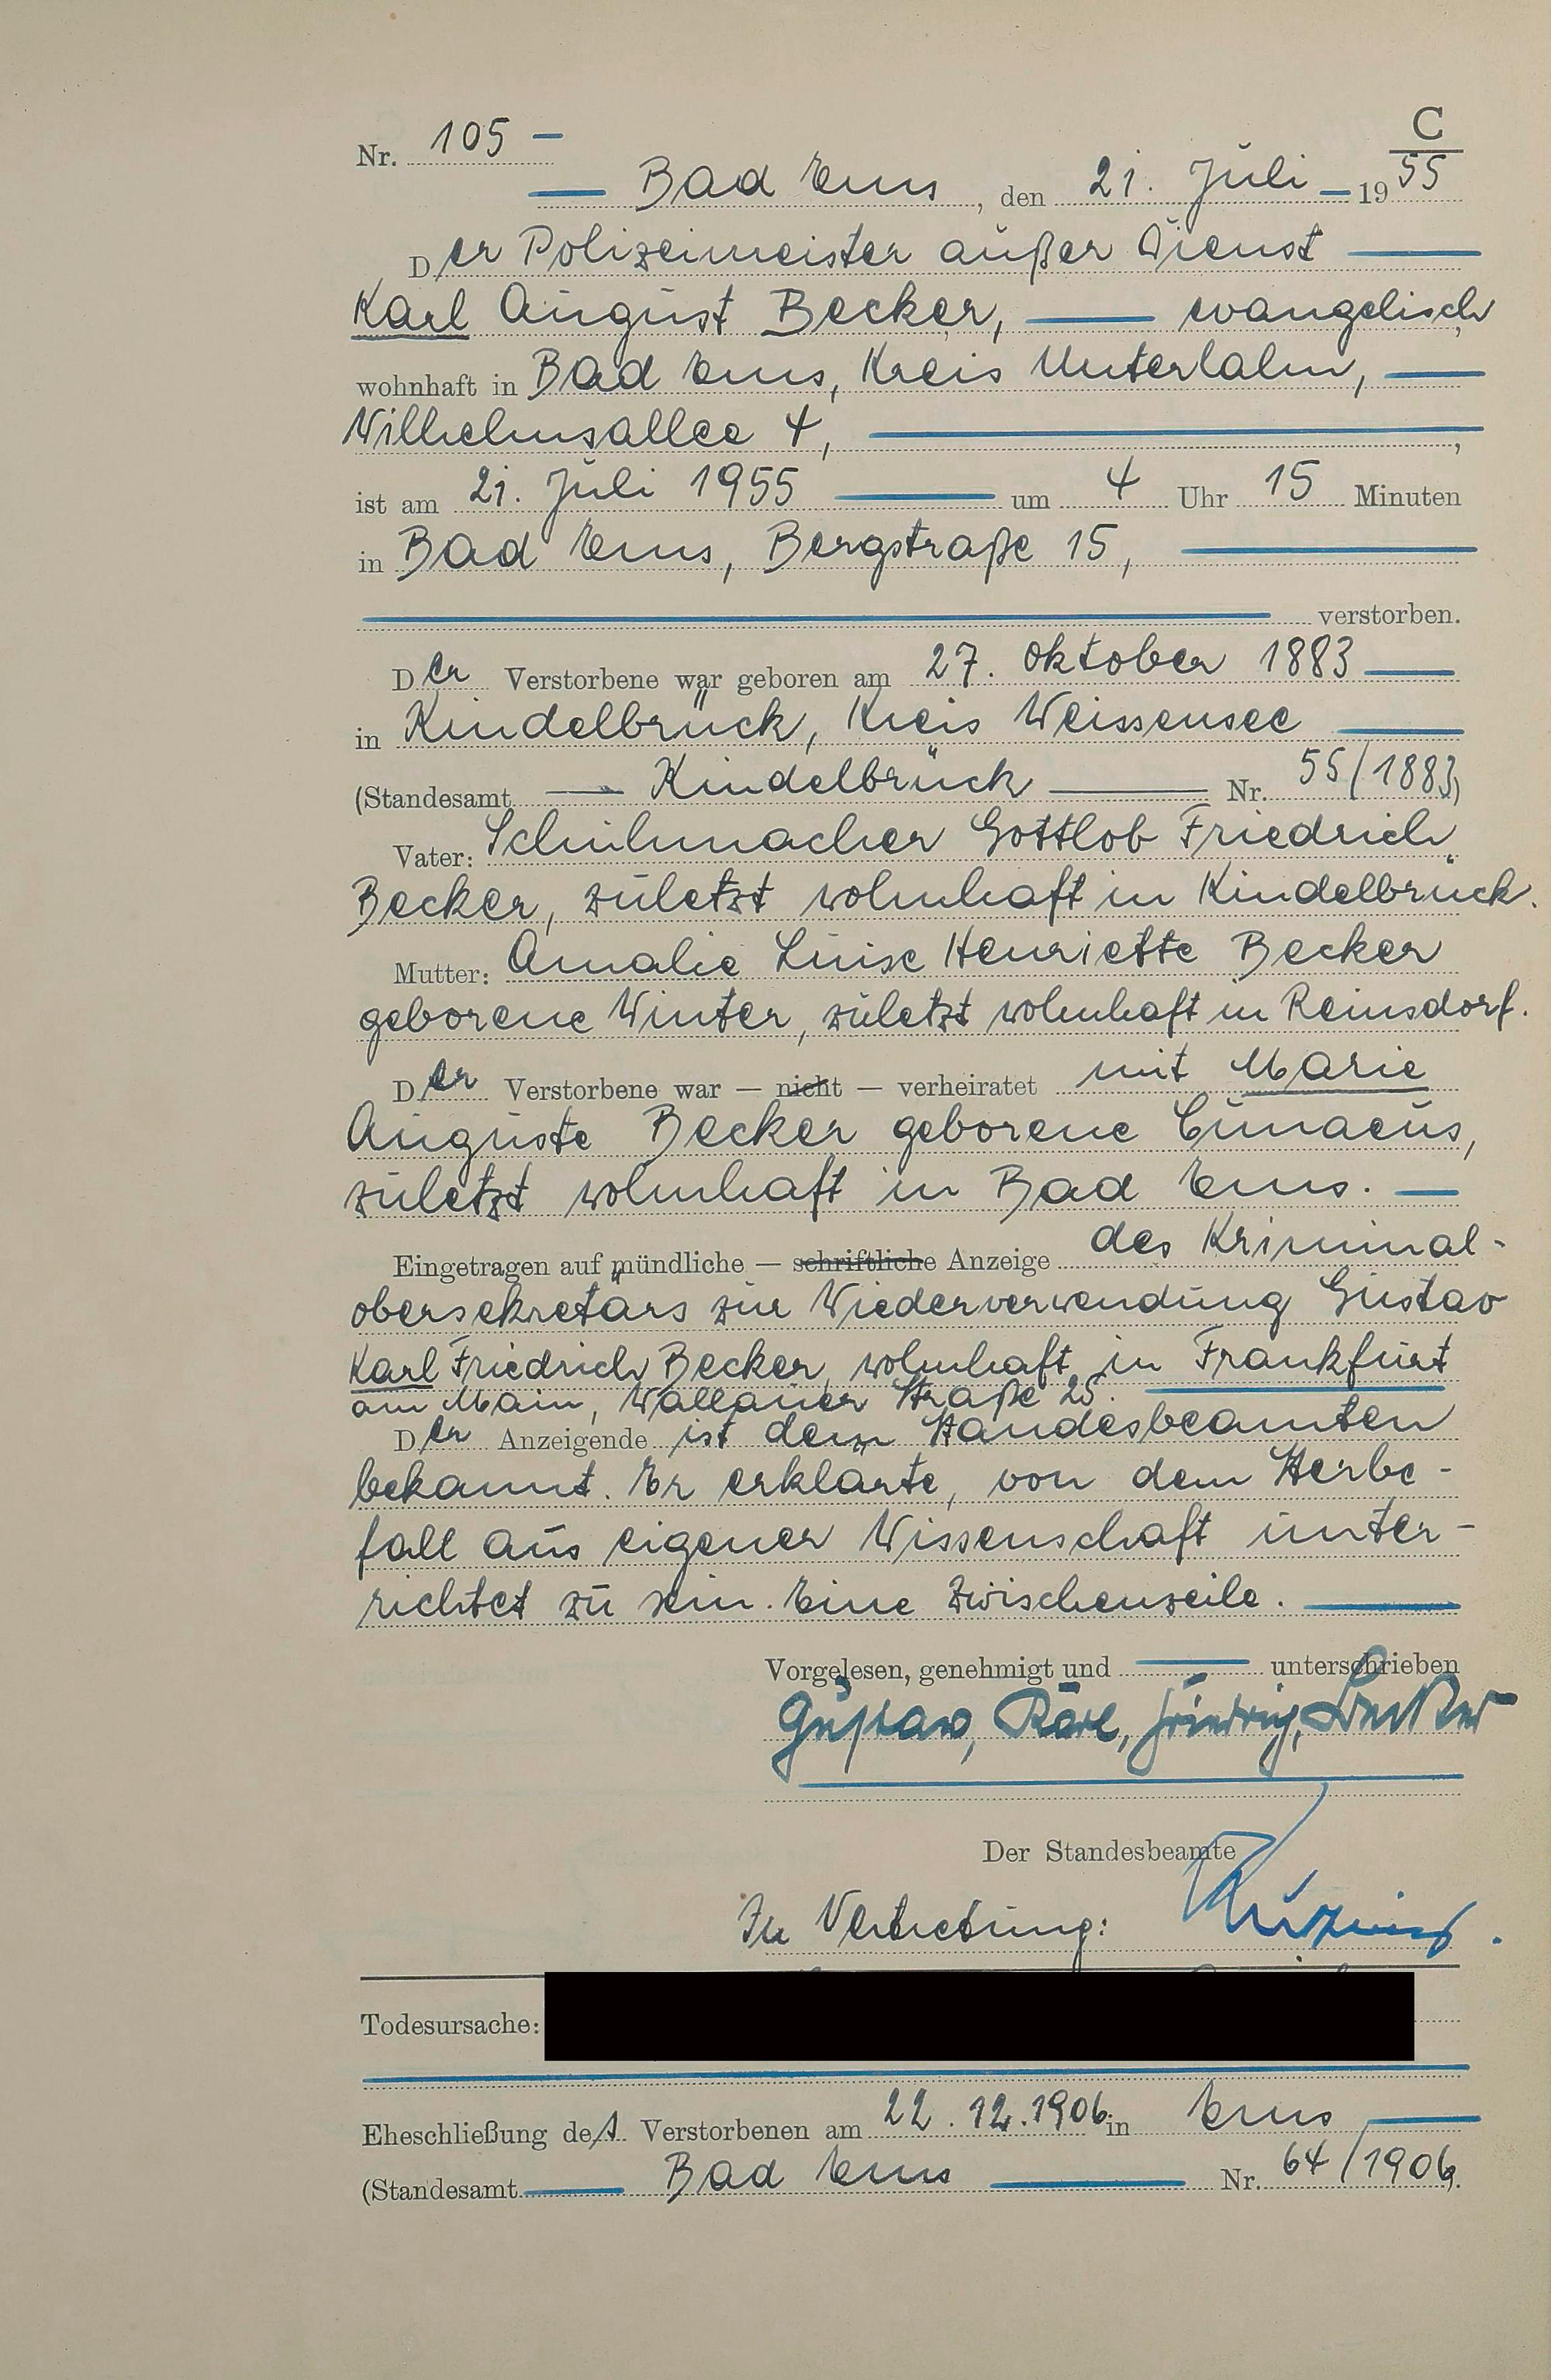 C
Nr. 105 —
— Bad Ems, den 21. Juli — 1955
Der Polizeimeister außer Dienst —
Karl August Becker, — evangelisch,
wohnhaft in Bad Ems, Kreis Unterlahn, —
Wilhelmsallee 4, —,
ist am 21. Juli 1955 — um 4 Uhr 15 Minuten
in Bad Ems, Bergstraße 15, —
— verstorben.
Der Verstorbene war geboren am 27. Oktober 1883 —
in Kindelbrück, Kreis Weissensee —
(Standesamt — Kindelbrück — Nr. 55/1883)
Vater: Schuhmacher Gottlob Friedrich
Becker, zuletzt wohnhaft in Kindelbrück.
Mutter: Amalie Luise Henriette Becker
geborene Winter, zuletzt wohnhaft in Reinsdorf.
Der Verstorbene war — nicht — verheiratet mit Marie
Auguste Becker geborene Cunaeus,
zuletzt wohnhaft in Bad Ems. —
Eingetragen auf mündliche — schriftliche Anzeige des Kriminal-
obersekretärs zur Wiederverwendung Gustav
Karl Friedrich Becker, wohnhaft in Frankfurt
am Main, Wallauer Straße 25.
Der Anzeigende ist dem Standesbeamten
bekannt. Er erklärte, von dem Sterbe-
fall aus eigener Wissenschaft unter-
richtet zu sein. Eine Zwischenzeile. —
Vorgelesen, genehmigt und — unterschrieben
Gustav, Karl, Friedrich, Becker
Der Standesbeamte
In Vertretung:
Todesursache:
Eheschließung des Verstorbenen am 22.12.1906 in Ems —
(Standesamt — Bad Ems — Nr. 64/1906).